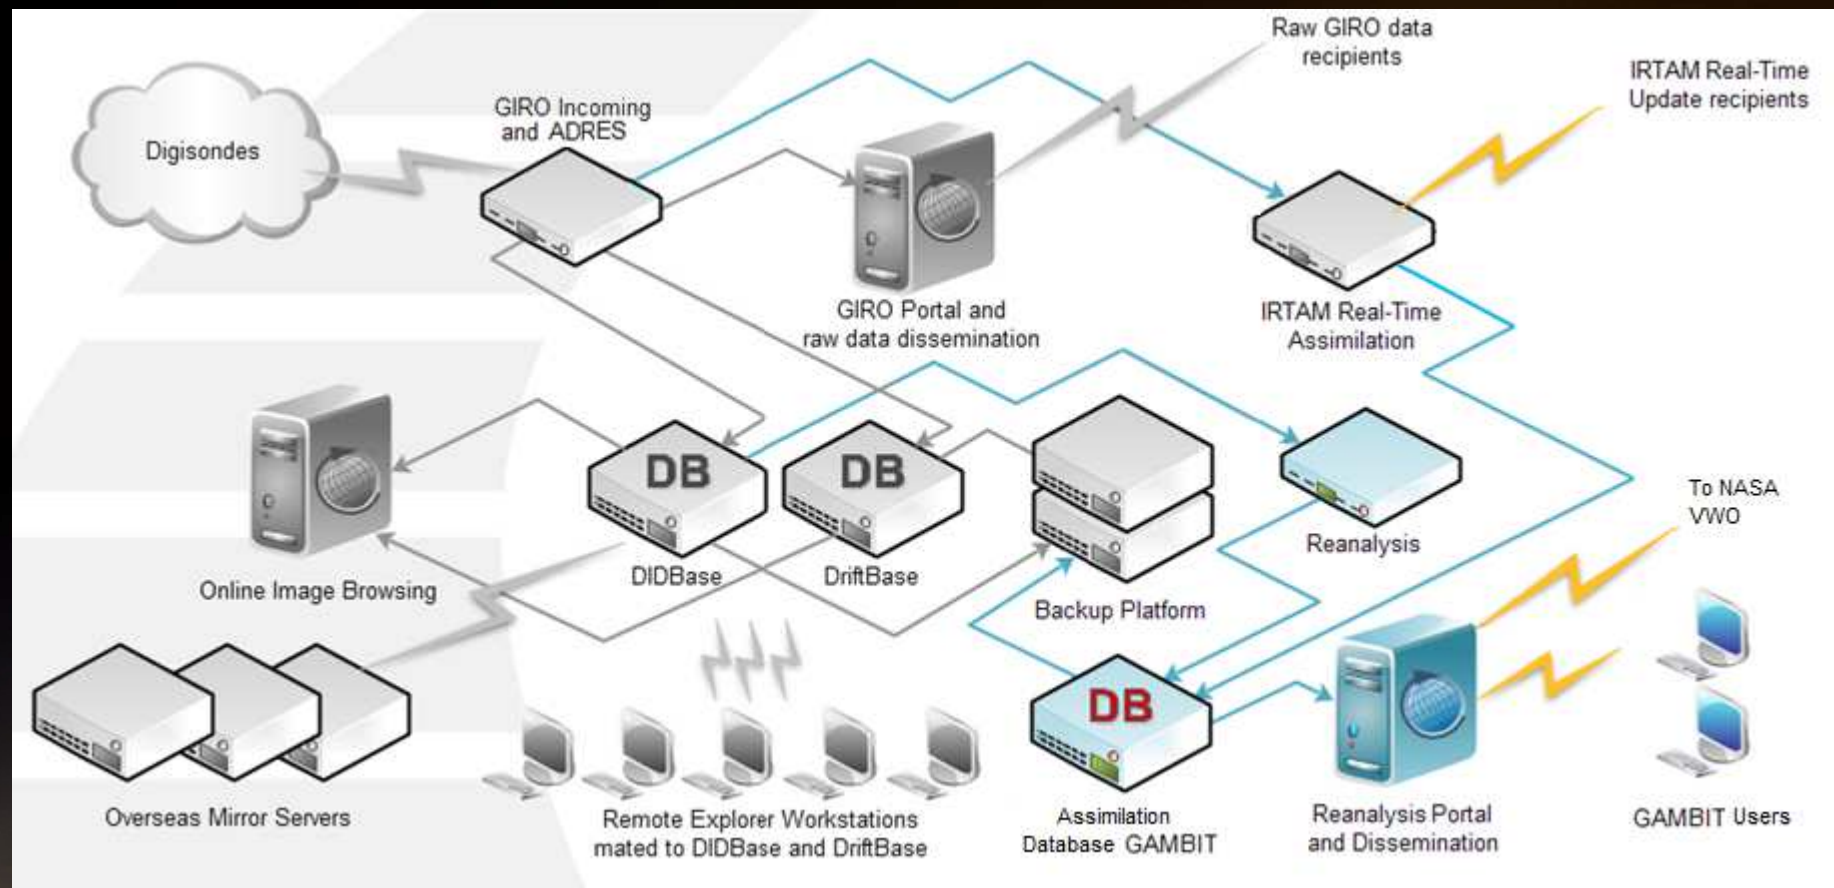 Raw GIRO data
recipients
IRTAM Real-Time
Update recipients
GIRO Incoming
and ADRES
Digisondes
GIRO Portal and
raw data dissemination
IRTAM Real-Time
Assimilation
DB
DB
To NASA
VWO
Reanalysis
DIDBase
DriftBase
Online Image Browsing
Backup Platform
DB
Overseas Mirror Servers
Remote Explorer Workstations
mated to DIDBase and DriftBase
Assimilation
Database GAMBIT
Reanalysis Portal
and Dissemination
GAMBIT Users